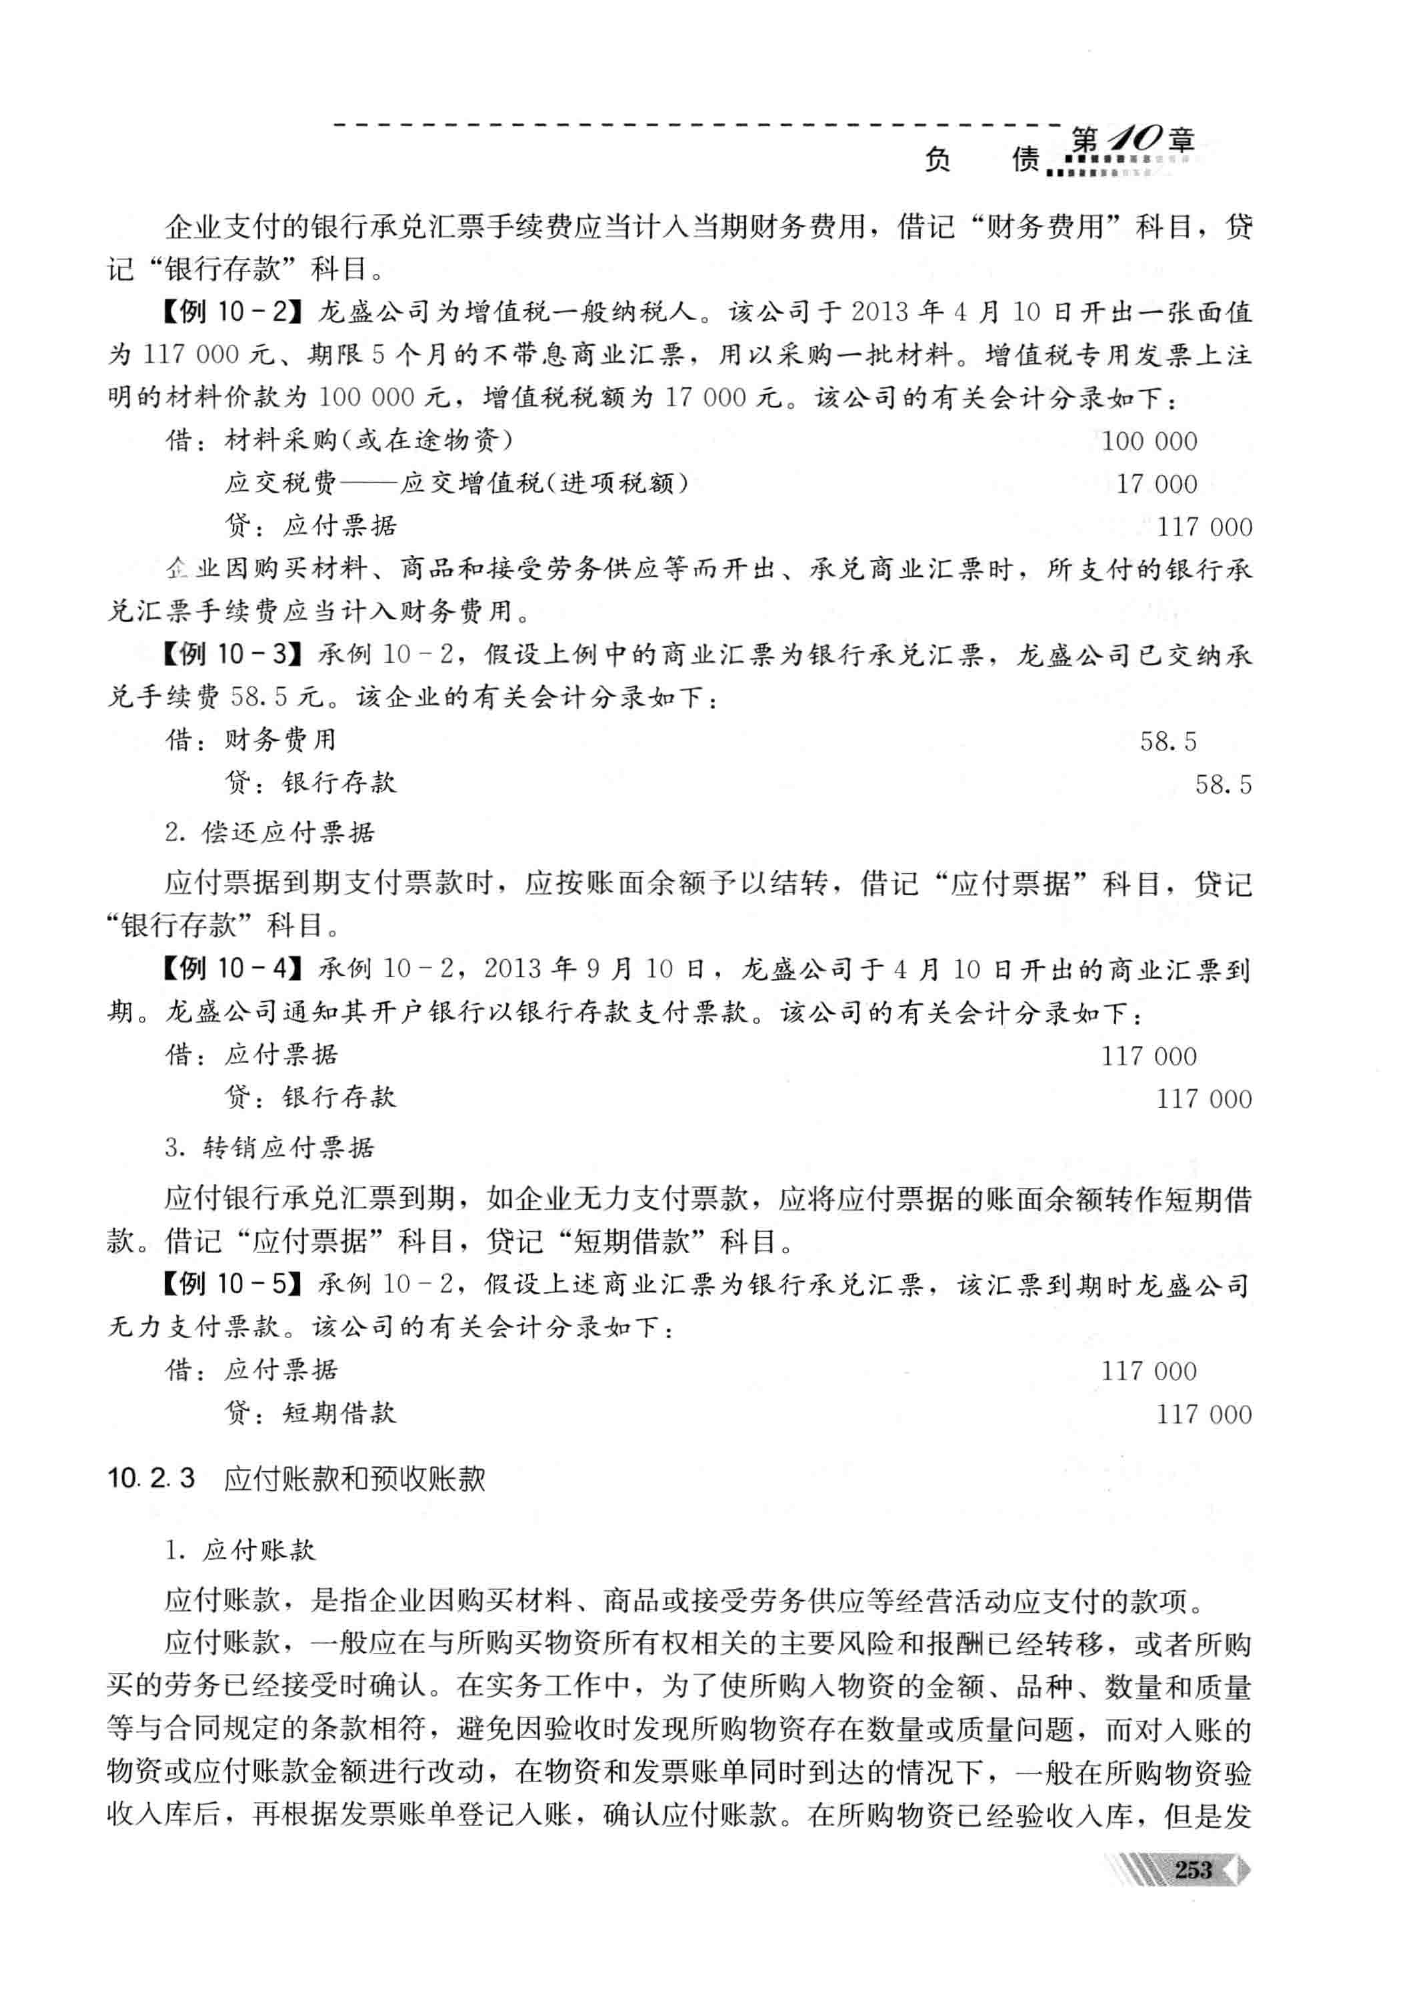 第10章
负　债
企业支付的银行承兑汇票手续费应当计入当期财务费用，借记“财务费用”科目，贷
记“银行存款”科目。
【例 10－2】龙盛公司为增值税一般纳税人。该公司于 2013 年 4 月 10 日开出一张面值
为 117 000 元、期限 5 个月的不带息商业汇票，用以采购一批材料。增值税专用发票上注
明的材料价款为 100 000 元，增值税税额为 17 000 元。该公司的有关会计分录如下：
借：材料采购(或在途物资) 100 000
应交税费——应交增值税(进项税额) 17 000
贷：应付票据 117 000
企业因购买材料、商品和接受劳务供应等而开出、承兑商业汇票时，所支付的银行承
兑汇票手续费应当计入财务费用。
【例 10－3】承例 10－2，假设上例中的商业汇票为银行承兑汇票，龙盛公司已交纳承
兑手续费 58.5 元。该企业的有关会计分录如下：
借：财务费用 58.5
贷：银行存款 58.5
2. 偿还应付票据
应付票据到期支付票款时，应按账面余额予以结转，借记“应付票据”科目，贷记
“银行存款”科目。
【例 10－4】承例 10－2，2013 年 9 月 10 日，龙盛公司于 4 月 10 日开出的商业汇票到
期。龙盛公司通知其开户银行以银行存款支付票款。该公司的有关会计分录如下：
借：应付票据 117 000
贷：银行存款 117 000
3. 转销应付票据
应付银行承兑汇票到期，如企业无力支付票款，应将应付票据的账面余额转作短期借
款。借记“应付票据”科目，贷记“短期借款”科目。
【例 10－5】承例 10－2，假设上述商业汇票为银行承兑汇票，该汇票到期时龙盛公司
无力支付票款。该公司的有关会计分录如下：
借：应付票据 117 000
贷：短期借款 117 000
10.2.3 应付账款和预收账款
1. 应付账款
应付账款，是指企业因购买材料、商品或接受劳务供应等经营活动应支付的款项。
应付账款，一般应在与所购买物资所有权相关的主要风险和报酬已经转移，或者所购
买的劳务已经接受时确认。在实务工作中，为了使所购入物资的金额、品种、数量和质量
等与合同规定的条款相符，避免因验收时发现所购物资存在数量或质量问题，而对入账的
物资或应付账款金额进行改动，在物资和发票账单同时到达的情况下，一般在所购物资验
收入库后，再根据发票账单登记入账，确认应付账款。在所购物资已经验收入库，但是发
253